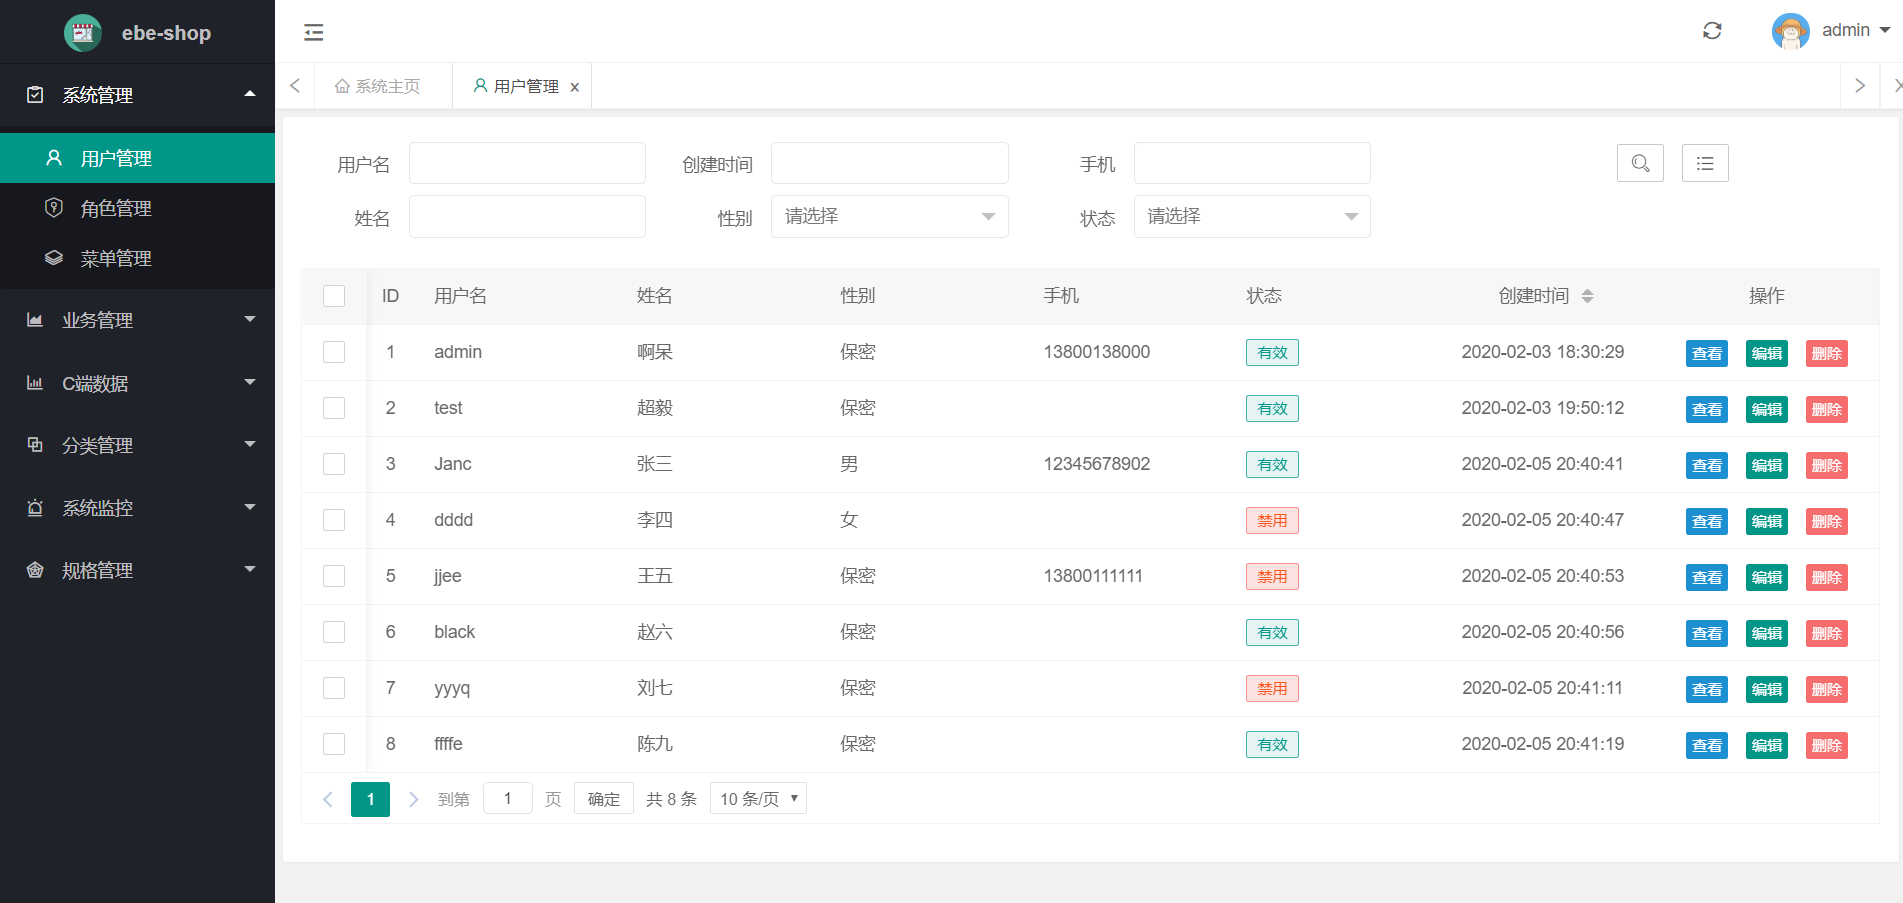 ebe-shop
admin
系统管理
用户管理
角色管理
菜单管理
业务管理
C端数据
分类管理
系统监控
规格管理
系统主页 用户管理 x
用户名 创建时间 手机
姓名 性别 请选择 状态 请选择
ID 用户名 姓名 性别 手机 状态 创建时间 操作
1 admin 啊呆 保密 13800138000 有效 2020-02-03 18:30:29 查看 编辑 删除
2 test 超毅 保密 有效 2020-02-03 19:50:12 查看 编辑 删除
3 Janc 张三 男 12345678902 有效 2020-02-05 20:40:41 查看 编辑 删除
4 dddd 李四 女 禁用 2020-02-05 20:40:47 查看 编辑 删除
5 jjee 王五 保密 13800111111 禁用 2020-02-05 20:40:53 查看 编辑 删除
6 black 赵六 保密 有效 2020-02-05 20:40:56 查看 编辑 删除
7 yyyq 刘七 保密 禁用 2020-02-05 20:41:11 查看 编辑 删除
8 ffffe 陈九 保密 有效 2020-02-05 20:41:19 查看 编辑 删除
1 到第 1 页 确定 共 8 条 10 条/页